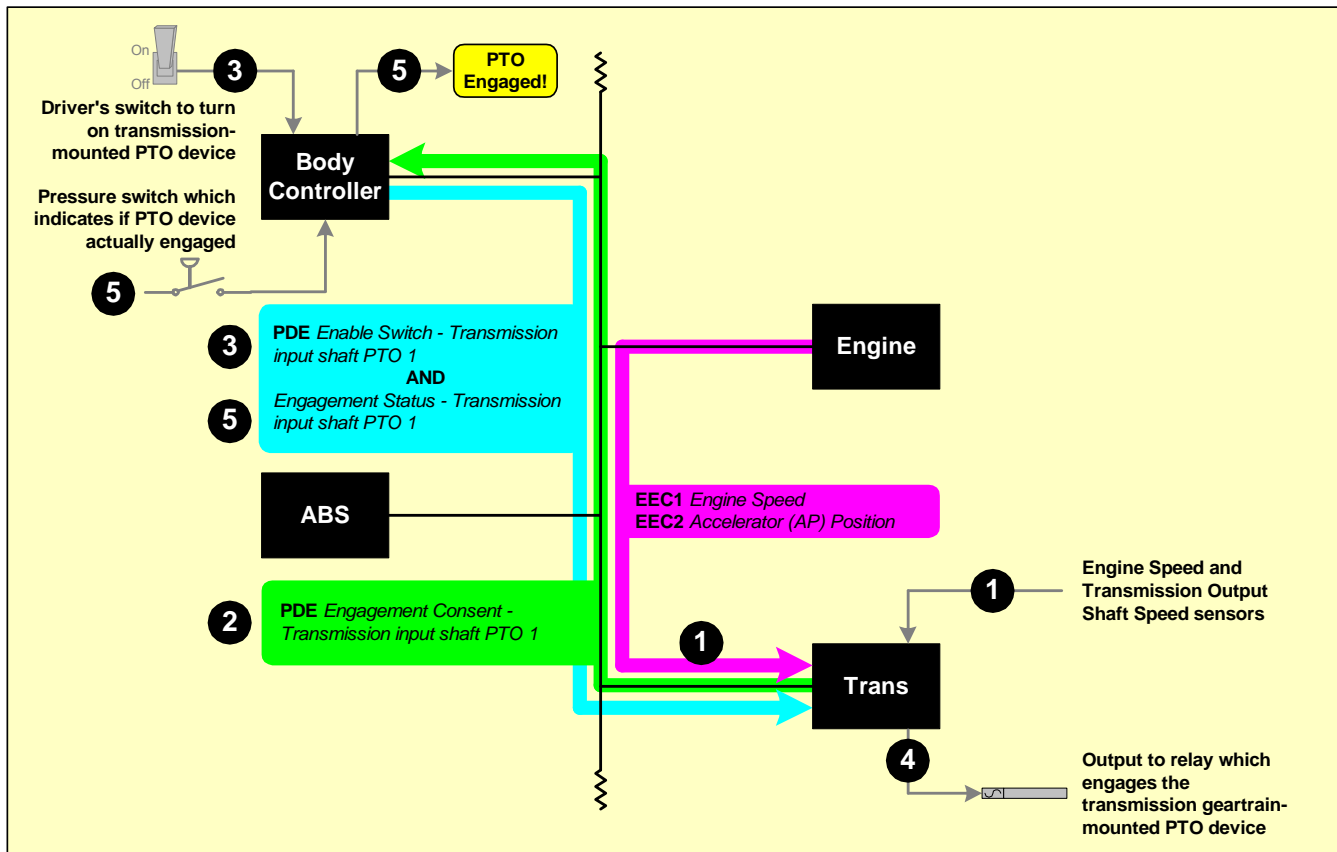 On
Off
3
5
PTO
Engaged!
Driver's switch to turn
on transmission-
mounted PTO device
Body
Controller
Pressure switch which
indicates if PTO device
actually engaged
5
3
PDE Enable Switch - Transmission
input shaft PTO 1
AND
5
Engagement Status - Transmission
input shaft PTO 1
Engine
ABS
EEC1 Engine Speed
EEC2 Accelerator (AP) Position
2
PDE Engagement Consent -
Transmission input shaft PTO 1
1
1
Engine Speed and
Transmission Output
Shaft Speed sensors
Trans
4
Output to relay which
engages the
transmission geartrain-
mounted PTO device